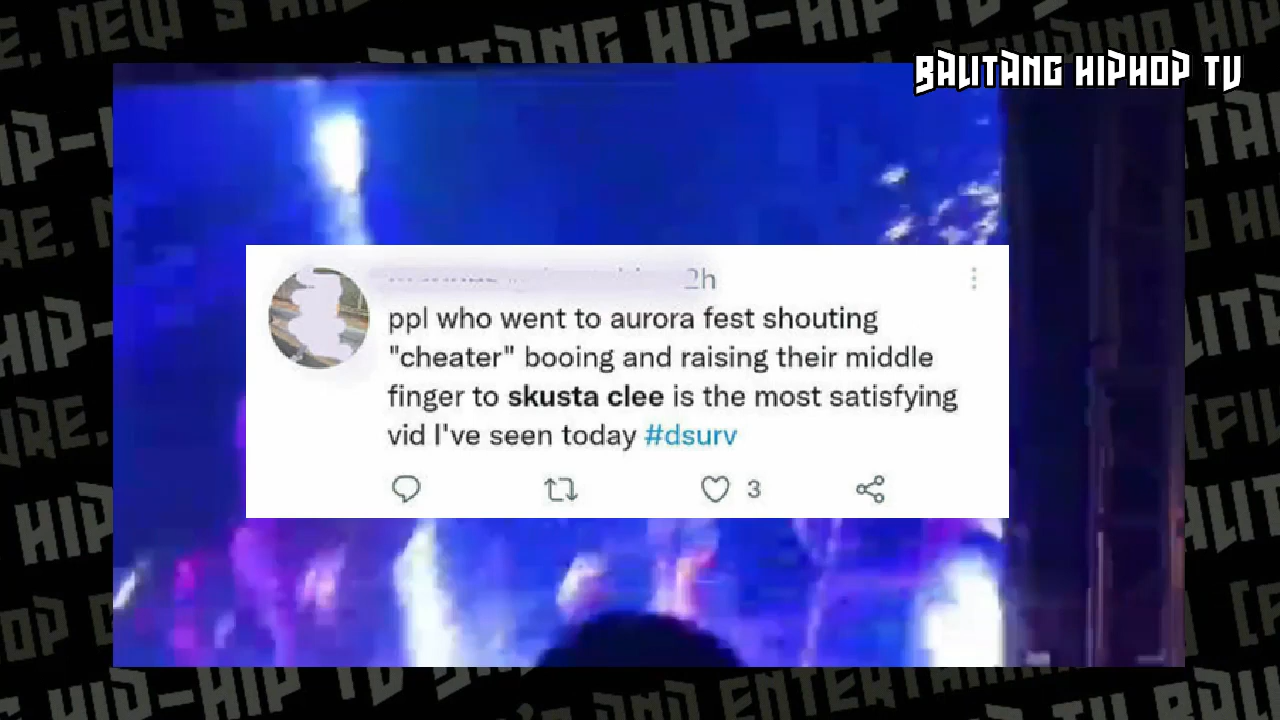 BALITANG HIPHOP TV
2h
ppl who went to aurora fest shouting
"cheater" booing and raising their middle
finger to skusta clee is the most satisfying
vid I've seen today #dsurv
3